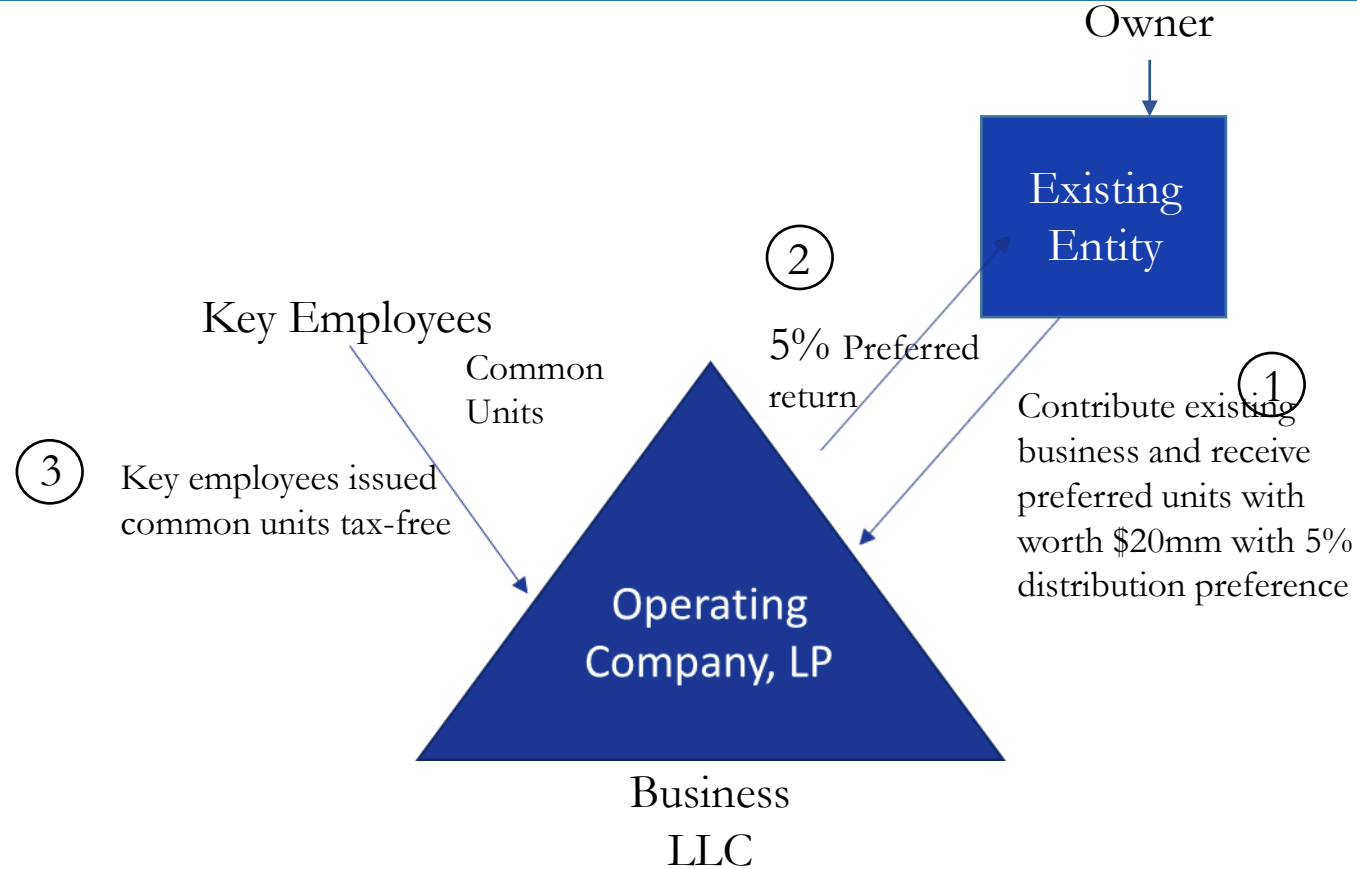 Owner
Existing
Entity
2
5% Preferred
return
Key Employees
Common
Units
1
Contribute existing
business and receive
preferred units with
worth $20mm with 5%
distribution preference
3
Key employees issued
common units tax-free
Operating
Company, LP
Business
LLC